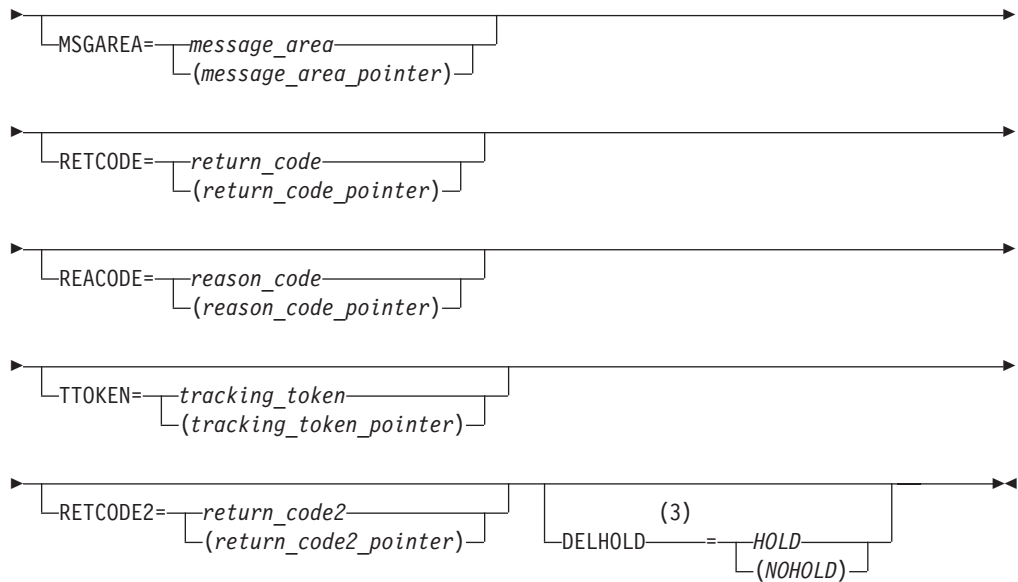 MSGAREA= message_area
(message_area_pointer)
RETCODE= return_code
(return_code_pointer)
REACODE= reason_code
(reason_code_pointer)
TTOKEN= tracking_token
(tracking_token_pointer)
RETCODE2= return_code2
(return_code2_pointer)
(3)
DELHOLD = HOLD
(NOHOLD)